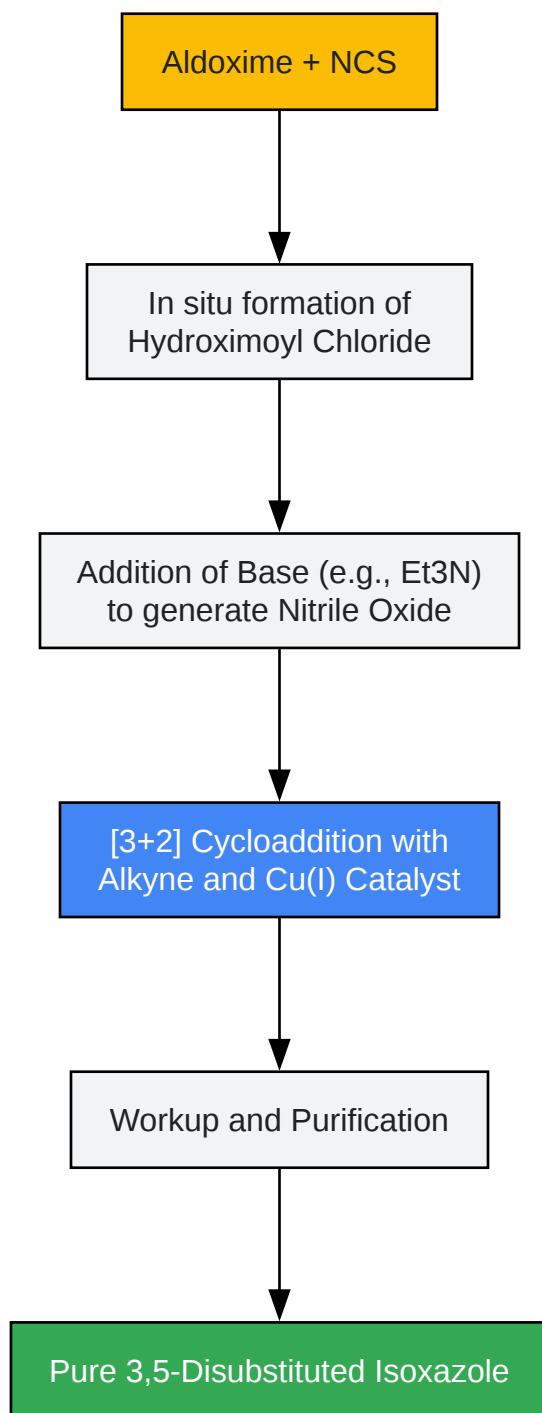 Aldoxime + NCS
In situ formation of
Hydroximoyl Chloride
Addition of Base (e.g., Et3N)
to generate Nitrile Oxide
[3+2] Cycloaddition with
Alkyne and Cu(I) Catalyst
Workup and Purification
Pure 3,5-Disubstituted Isoxazole